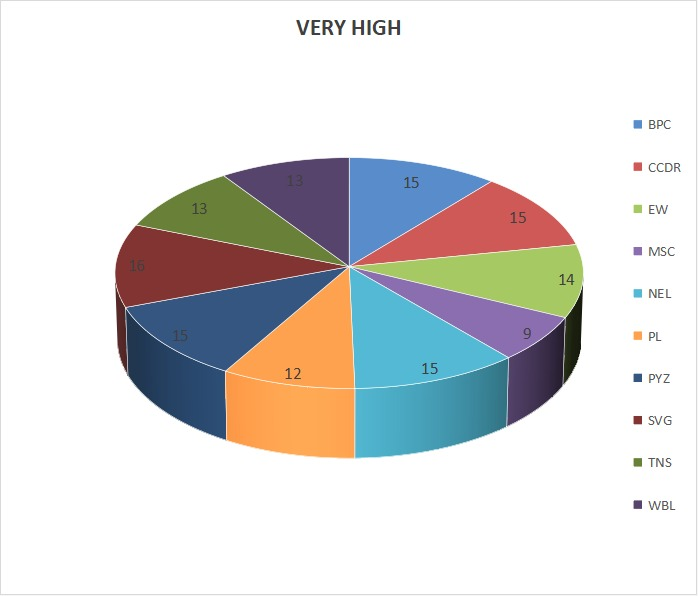 VERY HIGH
15
15
14
9
15
12
15
16
13
13
BPC
CCDR
EW
MSC
NEL
PL
PYZ
SVG
TNS
WBL